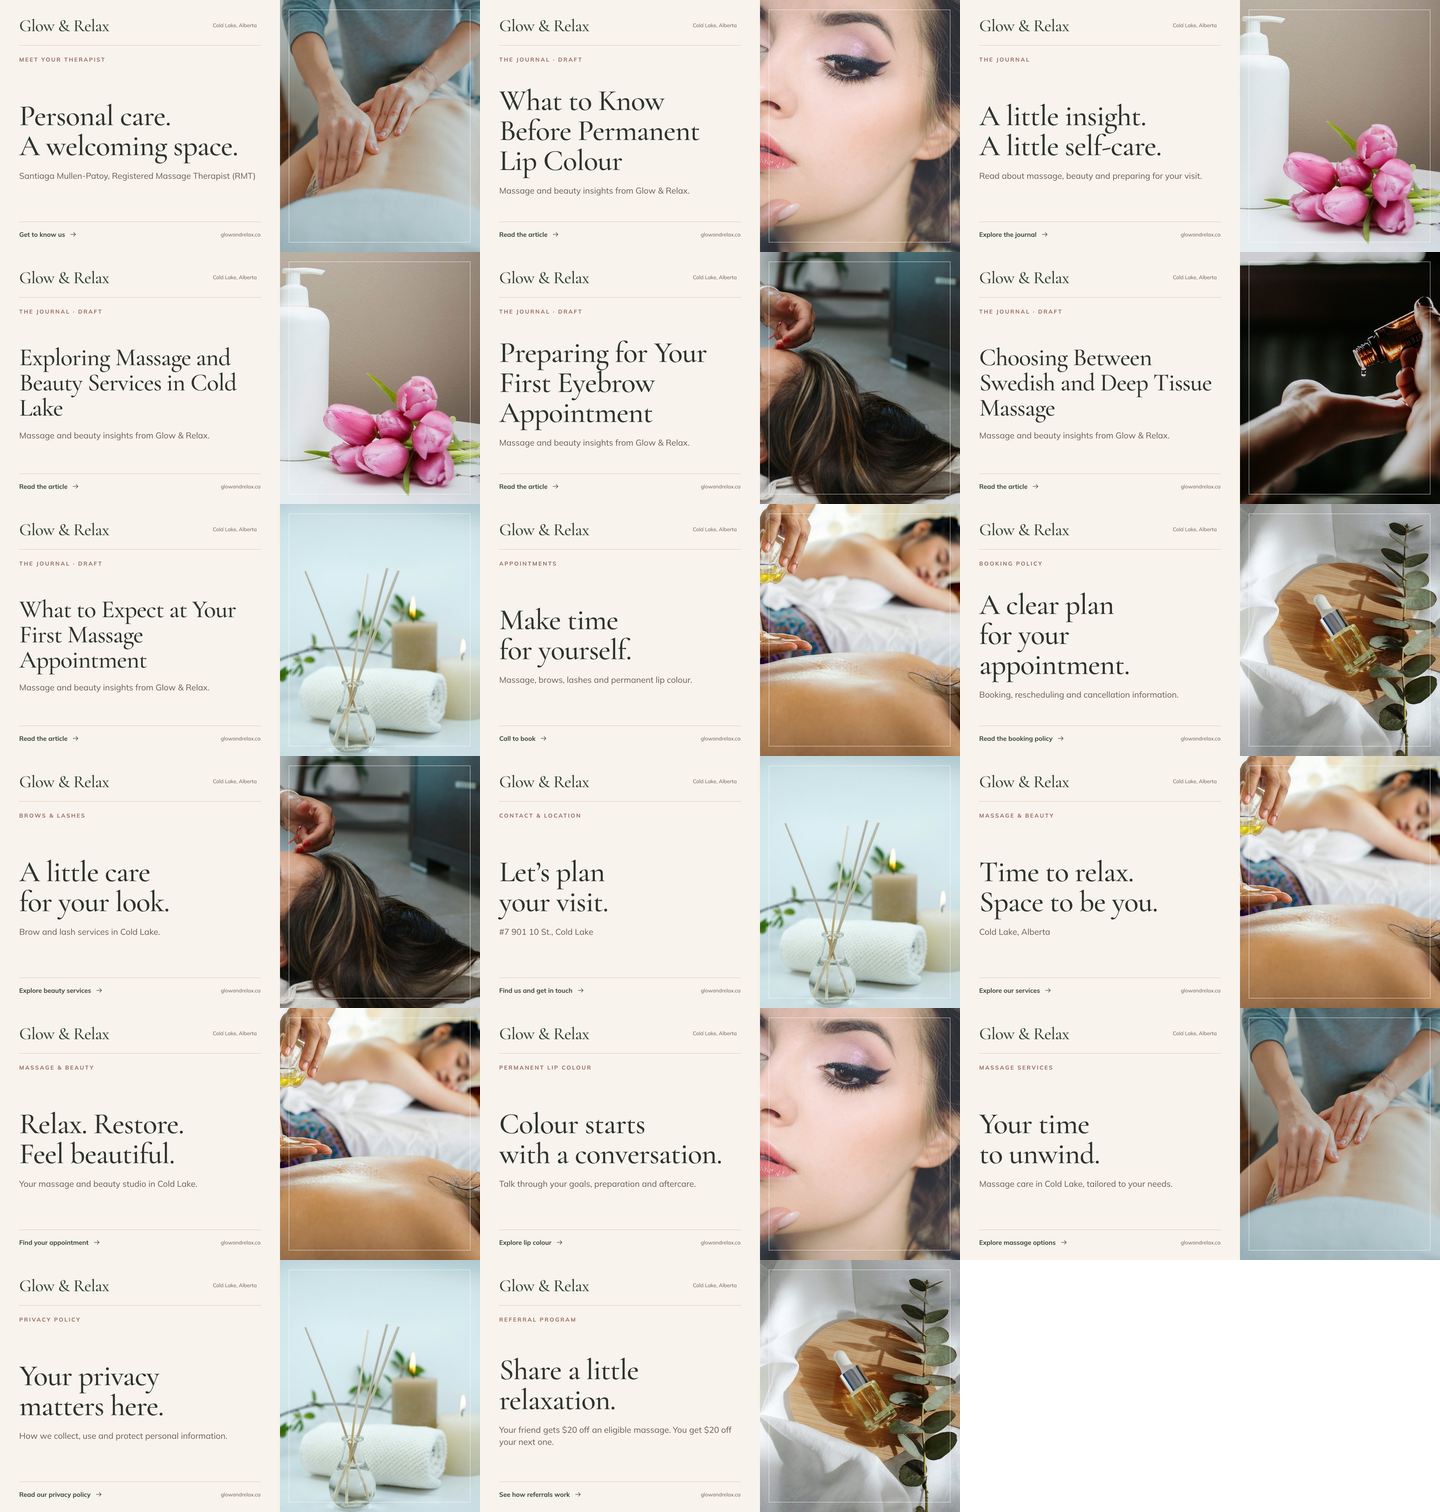 Glow & Relax
Cold Lake, Alberta
MEET YOUR THERAPIST
Personal care.
A welcoming space.
Santiaga Mullen-Patoy, Registered Massage Therapist (RMT)
Get to know us →
glowandrelax.ca
Glow & Relax
Cold Lake, Alberta
THE JOURNAL · DRAFT
What to Know
Before Permanent
Lip Colour
Massage and beauty insights from Glow & Relax.
Read the article →
glowandrelax.ca
Glow & Relax
Cold Lake, Alberta
THE JOURNAL
A little insight.
A little self-care.
Read about massage, beauty and preparing for your visit.
Explore the journal →
glowandrelax.ca
Glow & Relax
Cold Lake, Alberta
THE JOURNAL · DRAFT
Exploring Massage and
Beauty Services in Cold
Lake
Massage and beauty insights from Glow & Relax.
Read the article →
glowandrelax.ca
Glow & Relax
Cold Lake, Alberta
THE JOURNAL · DRAFT
Preparing for Your
First Eyebrow
Appointment
Massage and beauty insights from Glow & Relax.
Read the article →
glowandrelax.ca
Glow & Relax
Cold Lake, Alberta
THE JOURNAL · DRAFT
Choosing Between
Swedish and Deep Tissue
Massage
Massage and beauty insights from Glow & Relax.
Read the article →
glowandrelax.ca
Glow & Relax
Cold Lake, Alberta
THE JOURNAL · DRAFT
What to Expect at Your
First Massage
Appointment
Massage and beauty insights from Glow & Relax.
Read the article →
glowandrelax.ca
Glow & Relax
Cold Lake, Alberta
APPOINTMENTS
Make time
for yourself.
Massage, brows, lashes and permanent lip colour.
Call to book →
glowandrelax.ca
Glow & Relax
Cold Lake, Alberta
BOOKING POLICY
A clear plan
for your
appointment.
Booking, rescheduling and cancellation information.
Read the booking policy →
glowandrelax.ca
Glow & Relax
Cold Lake, Alberta
BROWS & LASHES
A little care
for your look.
Brow and lash services in Cold Lake.
Explore beauty services →
glowandrelax.ca
Glow & Relax
Cold Lake, Alberta
CONTACT & LOCATION
Let’s plan
your visit.
#7 901 10 St., Cold Lake
Find us and get in touch →
glowandrelax.ca
Glow & Relax
Cold Lake, Alberta
MASSAGE & BEAUTY
Time to relax.
Space to be you.
Cold Lake, Alberta
Explore our services →
glowandrelax.ca
Glow & Relax
Cold Lake, Alberta
MASSAGE & BEAUTY
Relax. Restore.
Feel beautiful.
Your massage and beauty studio in Cold Lake.
Find your appointment →
glowandrelax.ca
Glow & Relax
Cold Lake, Alberta
PERMANENT LIP COLOUR
Colour starts
with a conversation.
Talk through your goals, preparation and aftercare.
Explore lip colour →
glowandrelax.ca
Glow & Relax
Cold Lake, Alberta
MASSAGE SERVICES
Your time
to unwind.
Massage care in Cold Lake, tailored to your needs.
Explore massage options →
glowandrelax.ca
Glow & Relax
Cold Lake, Alberta
PRIVACY POLICY
Your privacy
matters here.
How we collect, use and protect personal information.
Read our privacy policy →
glowandrelax.ca
Glow & Relax
Cold Lake, Alberta
REFERRAL PROGRAM
Share a little
relaxation.
Your friend gets $20 off an eligible massage. You get $20 off
your next one.
See how referrals work →
glowandrelax.ca